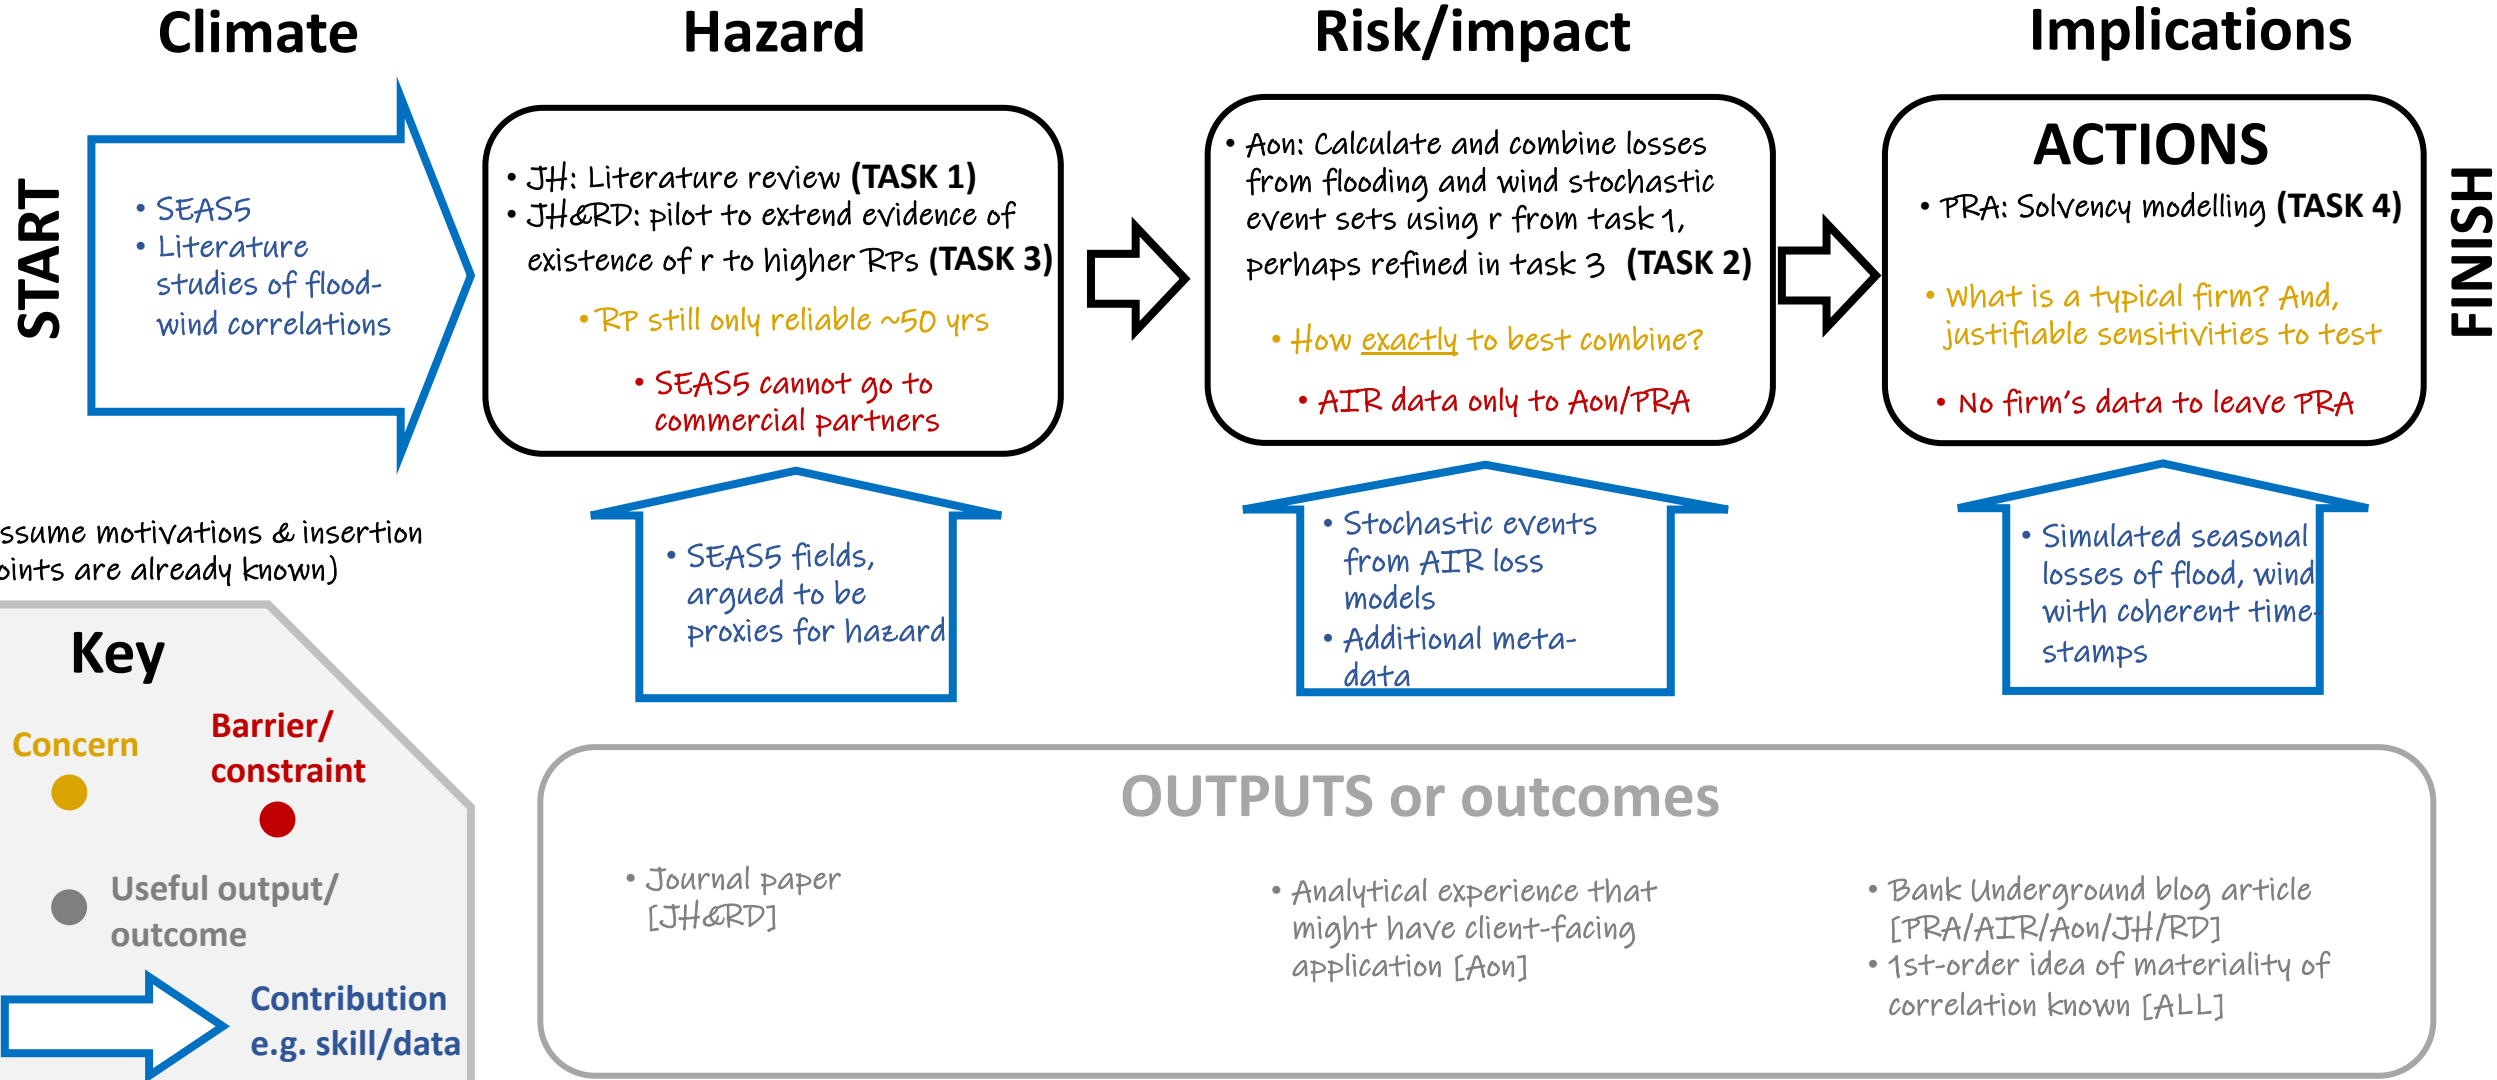 Climate
Hazard
Risk/impact
Implications
START
• SEAS5
• Literature
studies of flood-
wind correlations
• JH: Literature review (TASK 1)
• JH&RD: pilot to extend evidence of
existence of r to higher RPs (TASK 3)
• RP still only reliable ~50 yrs
• SEAS5 cannot go to
commercial partners
• Aon: Calculate and combine losses
from flooding and wind stochastic
event sets using r from task 1,
perhaps refined in task 3 (TASK 2)
• How exactly to best combine?
• AIR data only to Aon/PRA
ACTIONS
• PRA: Solvency modelling (TASK 4)
• What is a typical firm? And,
justifiable sensitivities to test
• No firm's data to leave PRA
FINISH
ssume motivations & insertion
oints are already known)
• SEAS5 fields,
argued to be
proxies for hazard
• Stochastic events
from AIR loss
models
• Additional meta-
data
• Simulated seasonal
losses of flood, wind
with coherent time-
stamps
Key
Concern
Barrier/
constraint
Useful output/
outcome
Contribution
e.g. skill/data
OUTPUTS or outcomes
• Journal paper
[JH&RD]
• Analytical experience that
might have client-facing
application [Aon]
• Bank Underground blog article
[PRA/AIR/Aon/JH/RD]
• 1st-order idea of materiality of
correlation known [ALL]